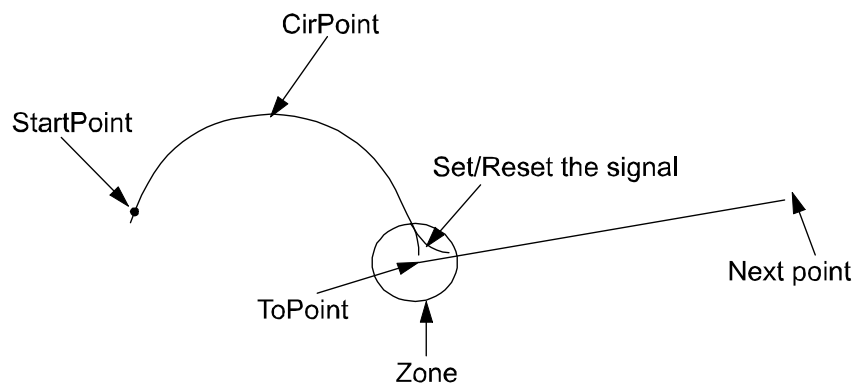 CirPoint
StartPoint
Set/Reset the signal
Next point
ToPoint
Zone